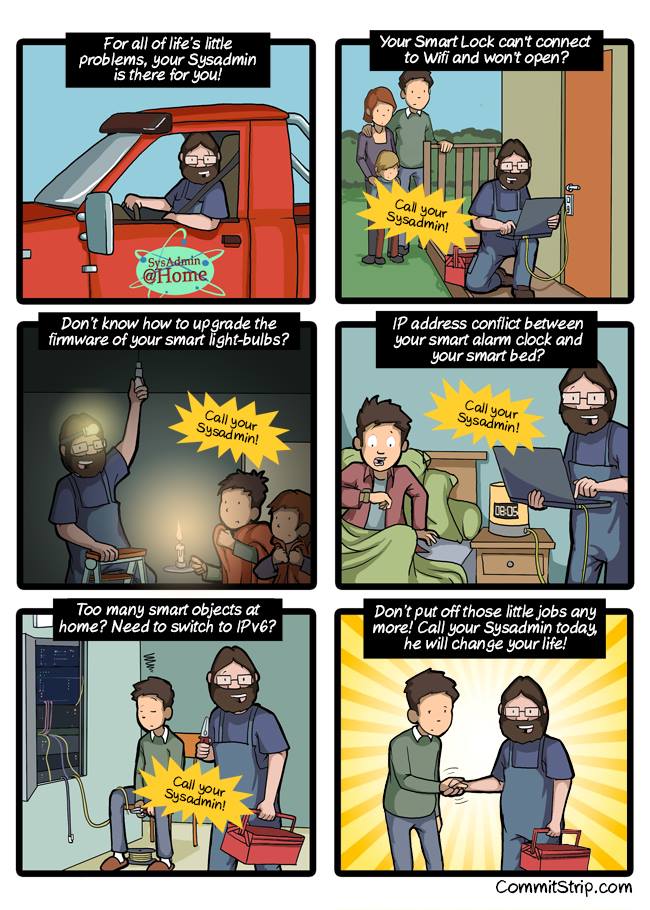 For all of life's little
problems, your Sysadmin
is there for you!
SysAdmin
@Home
Your Smart Lock can't connect
to Wifi and won't open?
Call your
Sysadmin!
Don't know how to upgrade the
firmware of your smart light-bulbs?
Call your
Sysadmin!
IP address conflict between
your smart alarm clock and
your smart bed?
Call your
Sysadmin!
08:05
Too many smart objects at
home? Need to switch to IPv6?
Call your
Sysadmin!
Don't put off those little jobs any
more! Call your Sysadmin today,
he will change your life!
CommitStrip.com